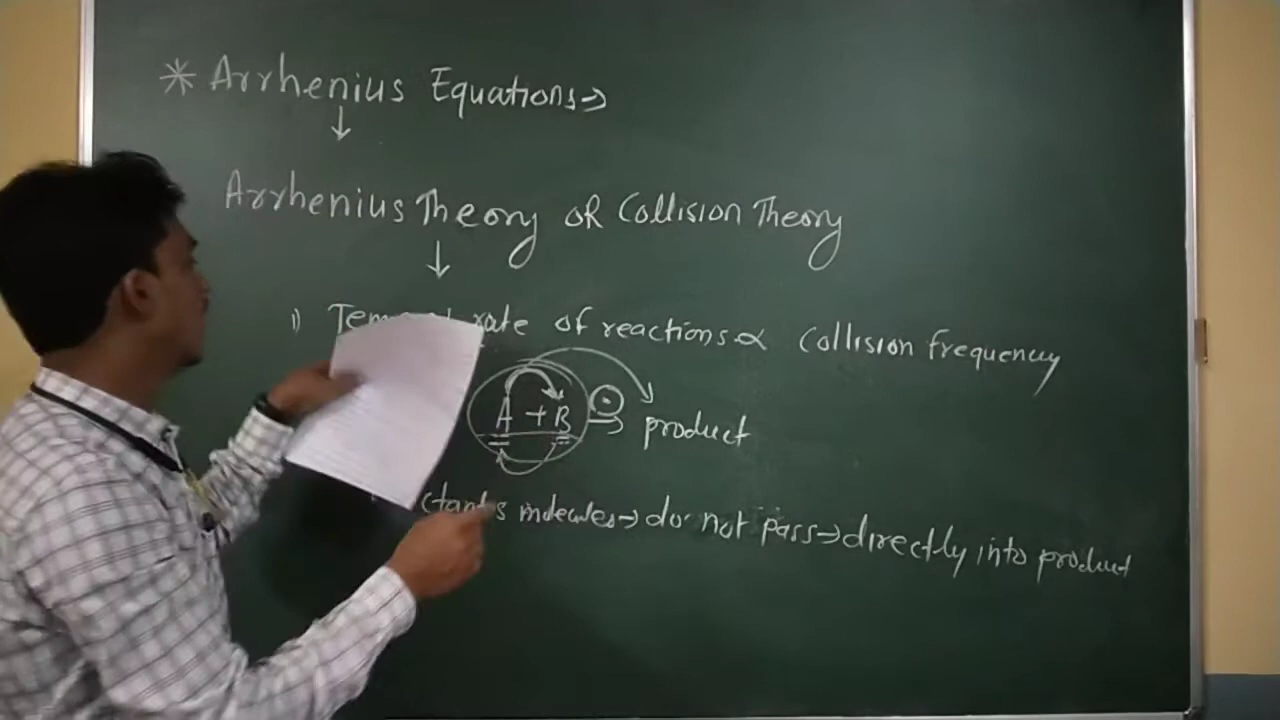 * Arrhenius Equations→
↓
Arrhenius Theory OR Collision Theory
↓
1) rate of reactions ∝ Collision frequency
A + B → product
molecules→do not pass→directly into product